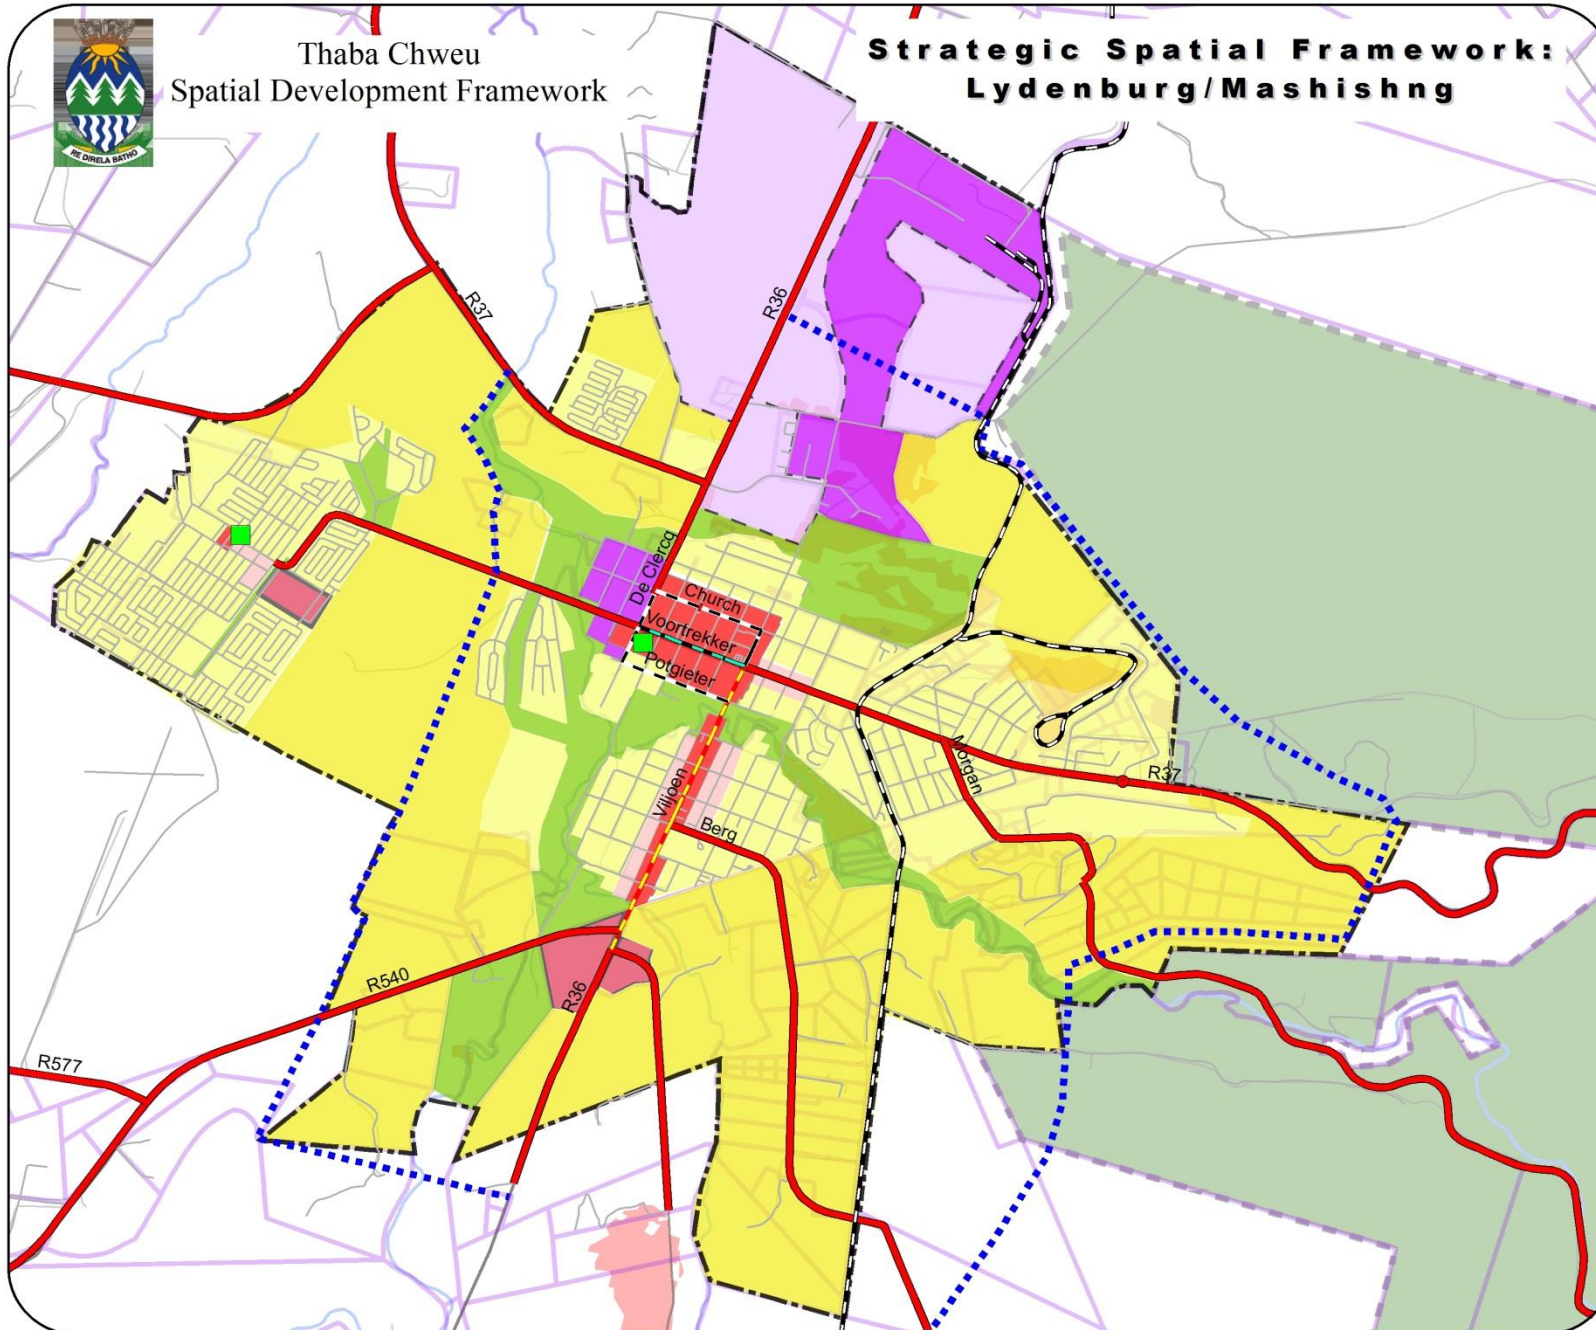 Thaba Chweu
Spatial Development Framework
RE DIRELA BATHO
Strategic Spatial Framework:
Lydenburg/Mashishng
R37
R36
De Clercq
Church
Voortrekker
Potgieter
Viljoen
Berg
Morgan
R37
R540
R36
R577